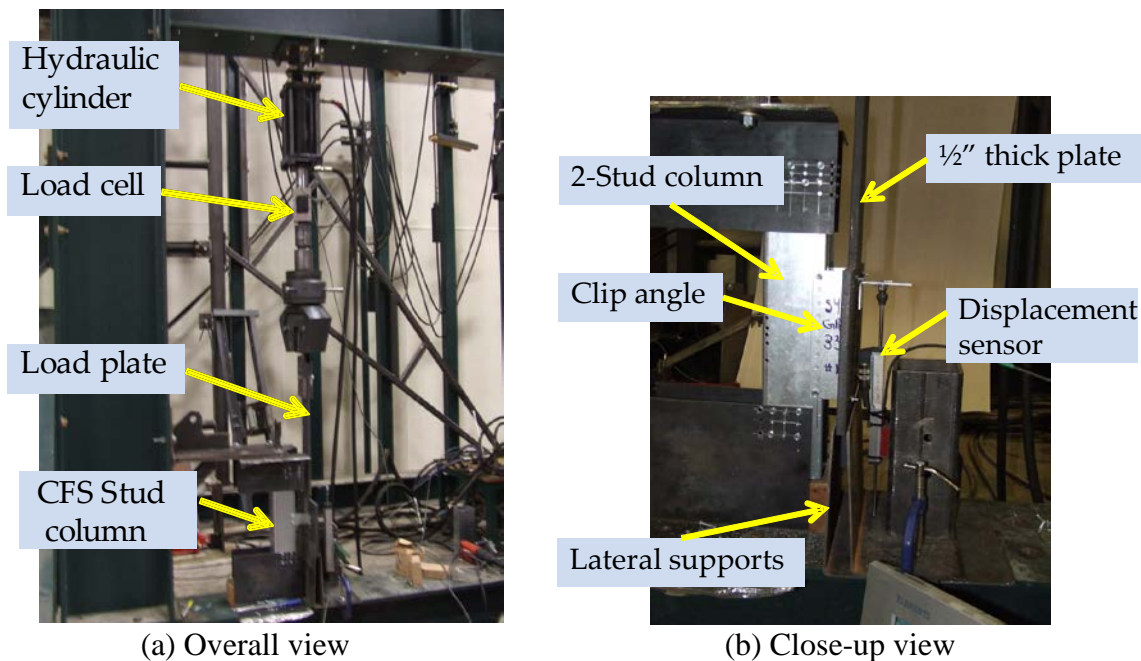 Hydraulic
cylinder
Load cell
Load plate
CFS Stud
column
(a) Overall view
2-Stud column
Clip angle
Lateral supports
½” thick plate
Displacement
sensor
(b) Close-up view